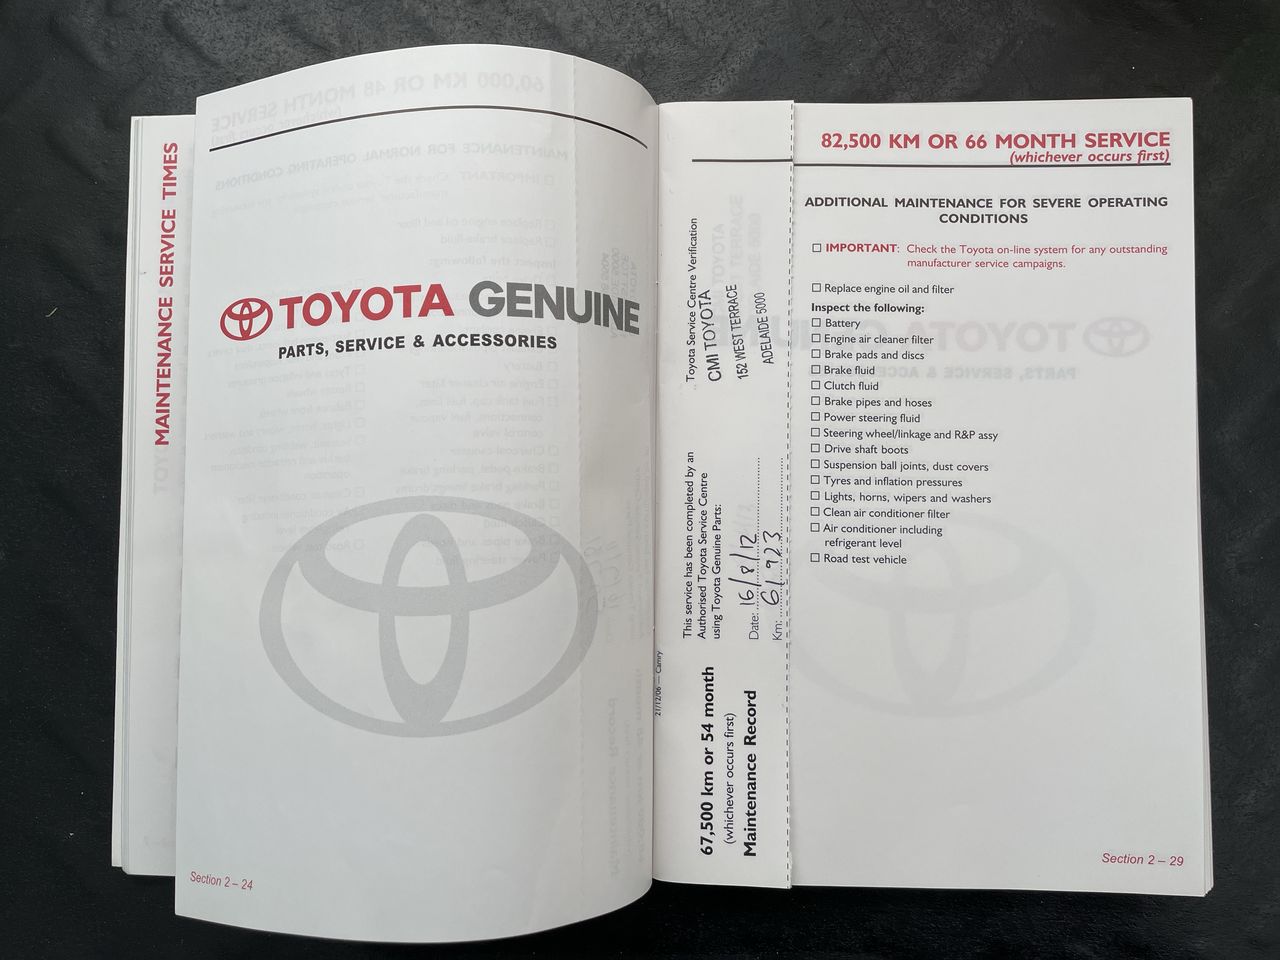 MAINTENANCE SERVICE TIMES
TOYOTA GENUINE
PARTS, SERVICE & ACCESSORIES
Section 2 – 24
21/12/06 — Camry
67,500 km or 54 month
(whichever occurs first)
Maintenance Record
This service has been completed by an
Authorised Toyota Service Centre
using Toyota Genuine Parts:
Date: 16/8/12
Km: 61923
Toyota Service Centre Verification
CMI TOYOTA
152 WEST TERRACE
ADELAIDE 5000
82,500 KM OR 66 MONTH SERVICE
(whichever occurs first)
ADDITIONAL MAINTENANCE FOR SEVERE OPERATING
CONDITIONS
☐ IMPORTANT: Check the Toyota on-line system for any outstanding
manufacturer service campaigns.
☐ Replace engine oil and filter
Inspect the following:
☐ Battery
☐ Engine air cleaner filter
☐ Brake pads and discs
☐ Brake fluid
☐ Clutch fluid
☐ Brake pipes and hoses
☐ Power steering fluid
☐ Steering wheel/linkage and R&P assy
☐ Drive shaft boots
☐ Suspension ball joints, dust covers
☐ Tyres and inflation pressures
☐ Lights, horns, wipers and washers
☐ Clean air conditioner filter
☐ Air conditioner including
refrigerant level
☐ Road test vehicle
Section 2 – 29